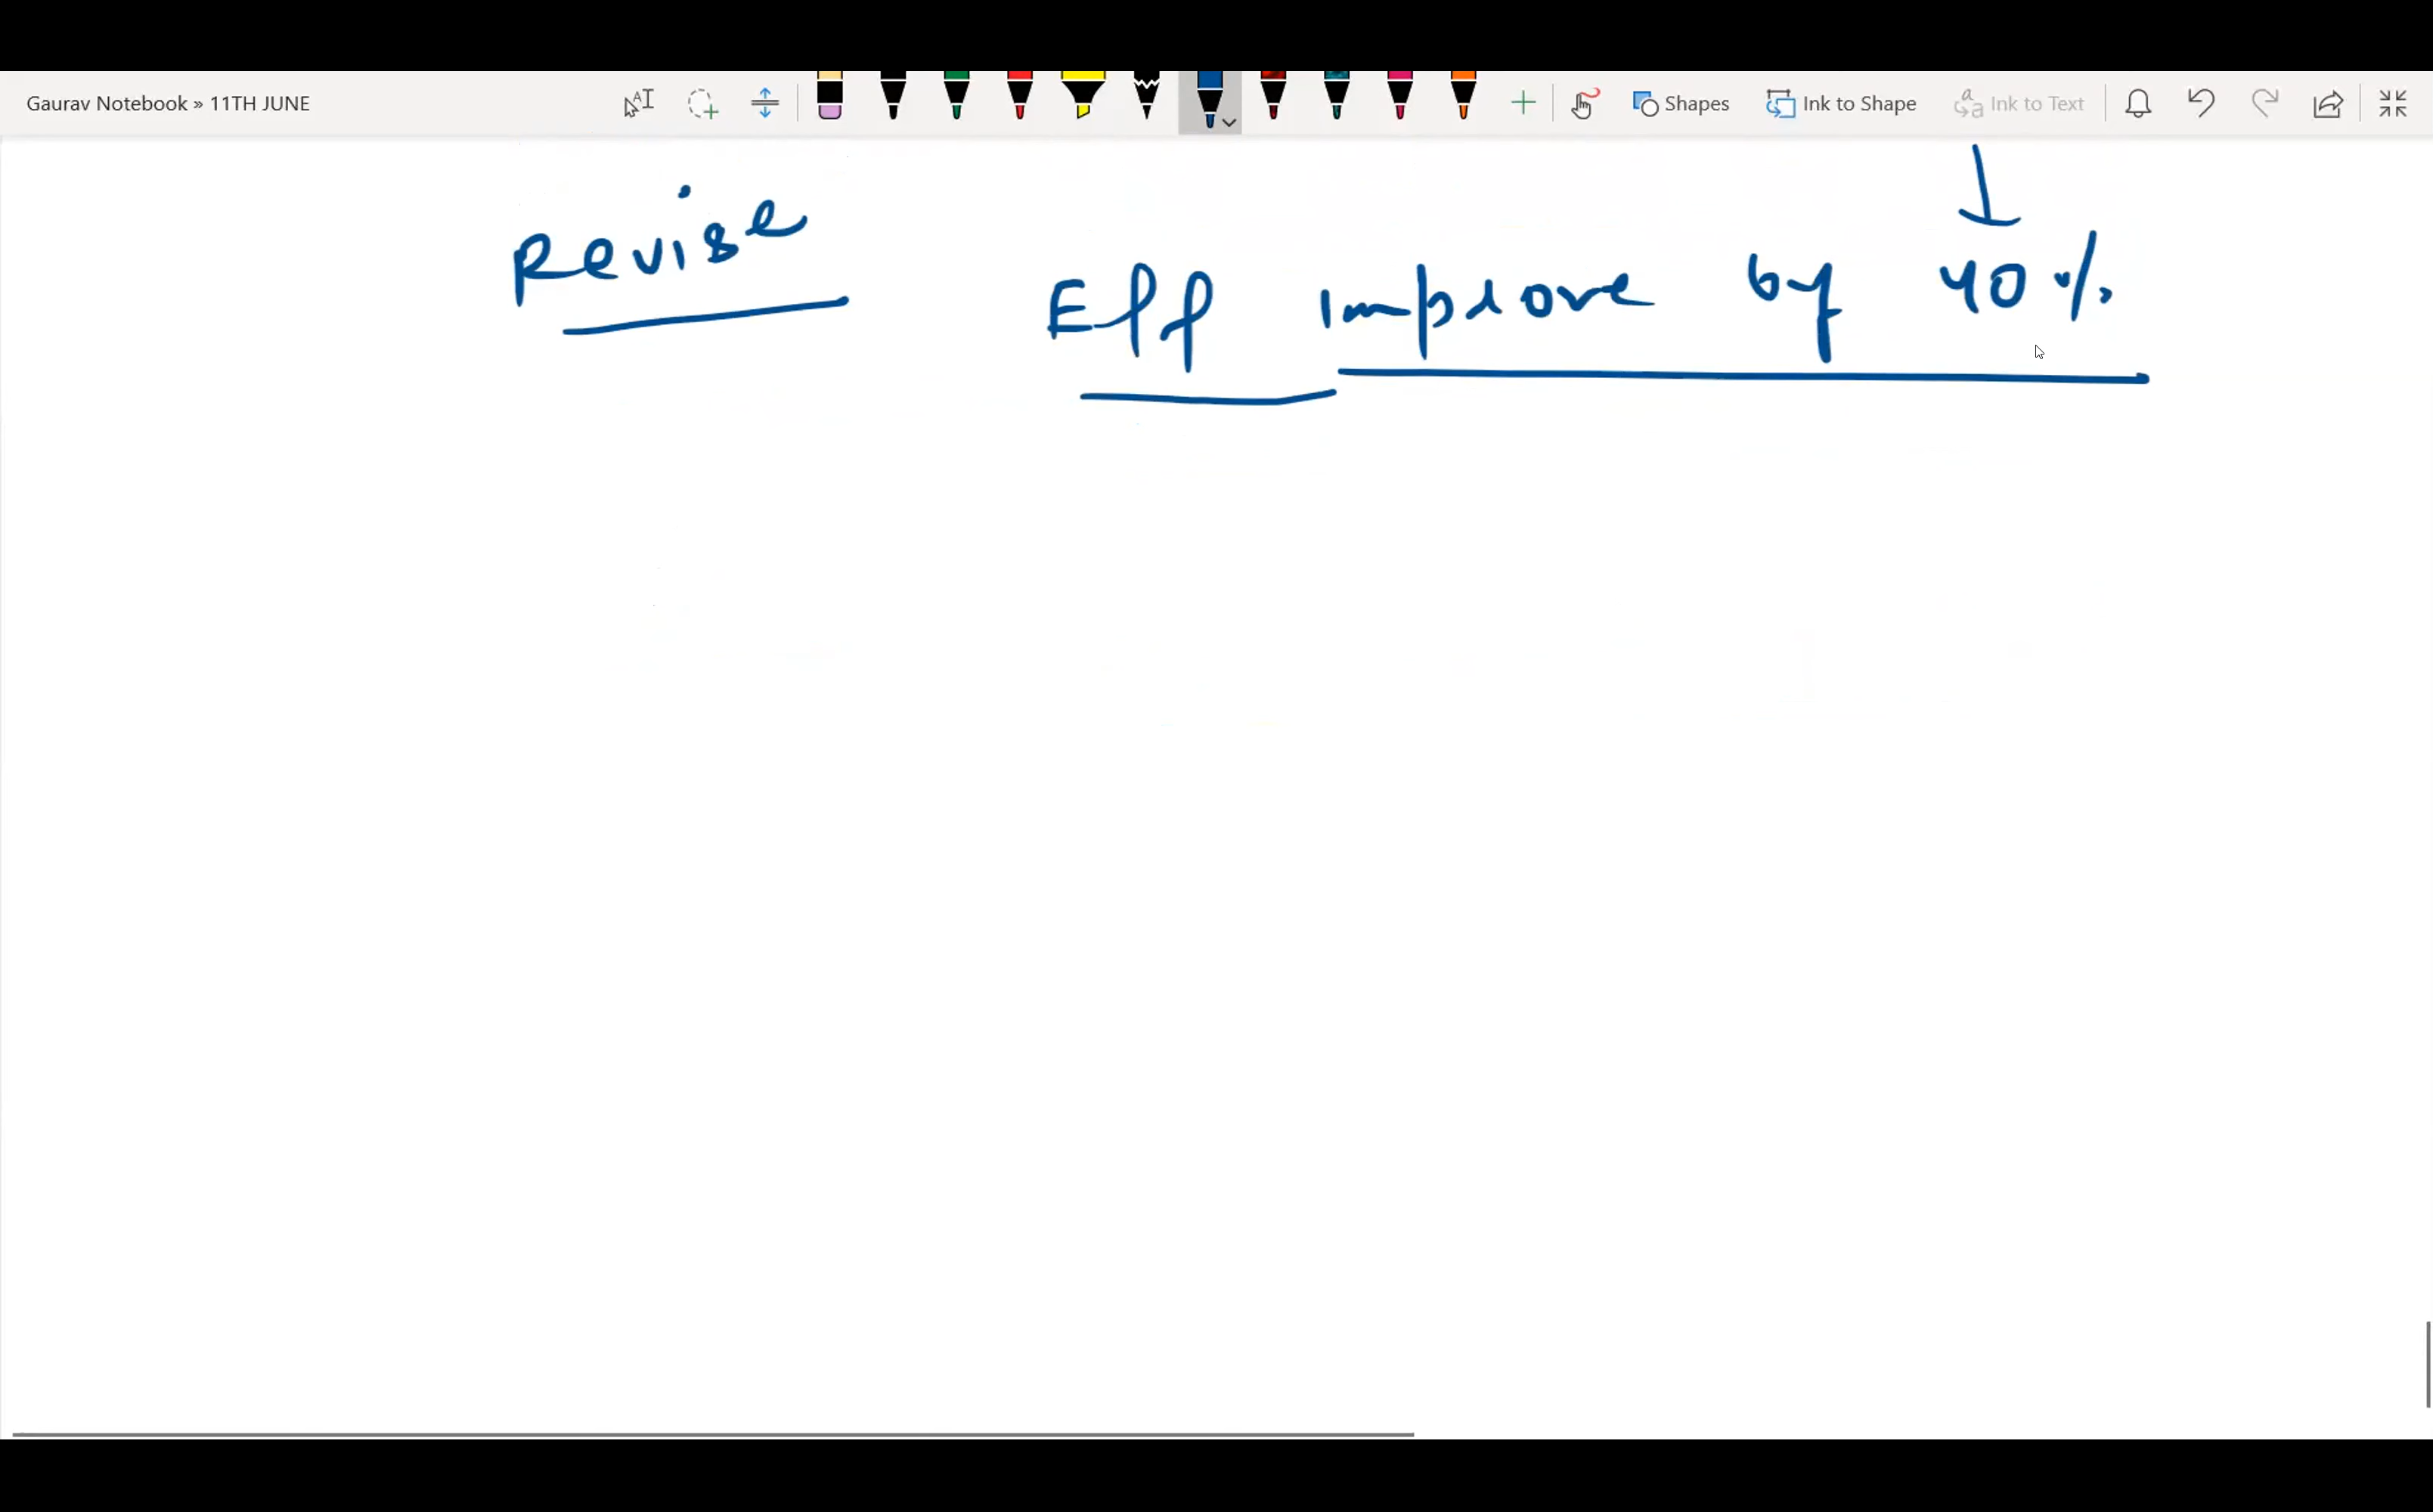 Gaurav Notebook » 11TH JUNE
Shapes
Ink to Shape
Ink to Text
Revise
Eff improve by 40%